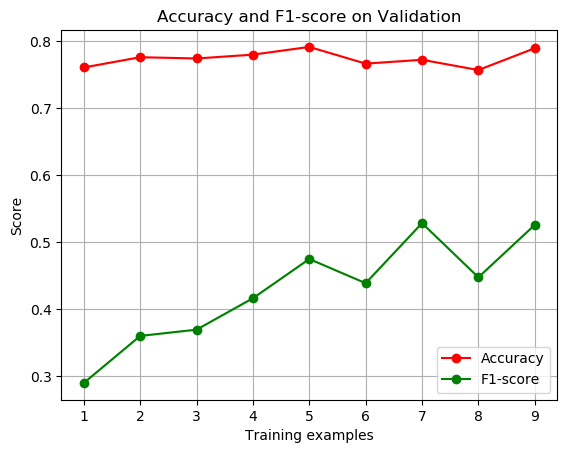 Accuracy and F1-score on Validation
0.8
0.7
0.6
0.5
0.4
0.3
Score
Accuracy
F1-score
1 2 3 4 5 6 7 8 9
Training examples